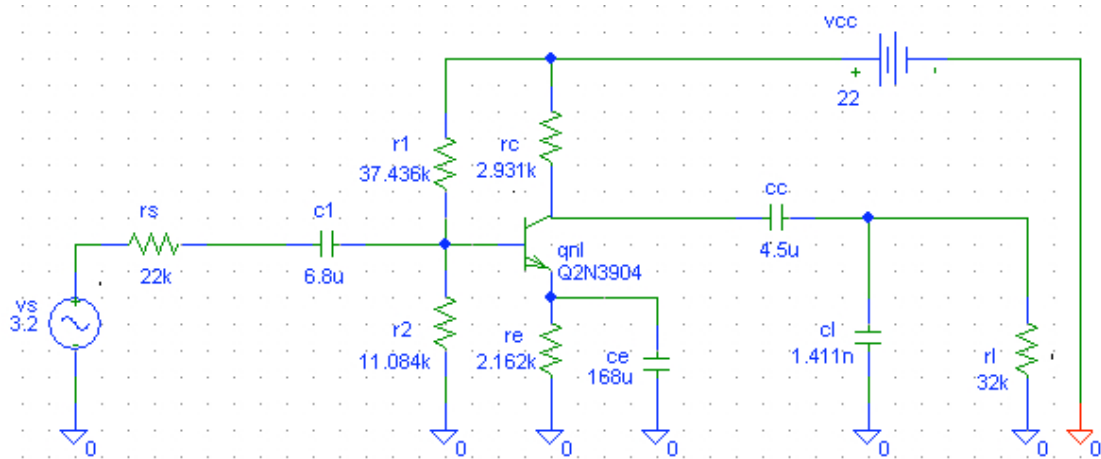 vcc
+
-
22
r1
37.436k
rc
2.931k
rs
22k
c1
6.8u
cc
4.5u
qnl
Q2N3904
vs
3.2
r2
11.084k
re
2.162k
ce
168u
cl
1.411n
rl
32k
0
0
0
0
0
0
0